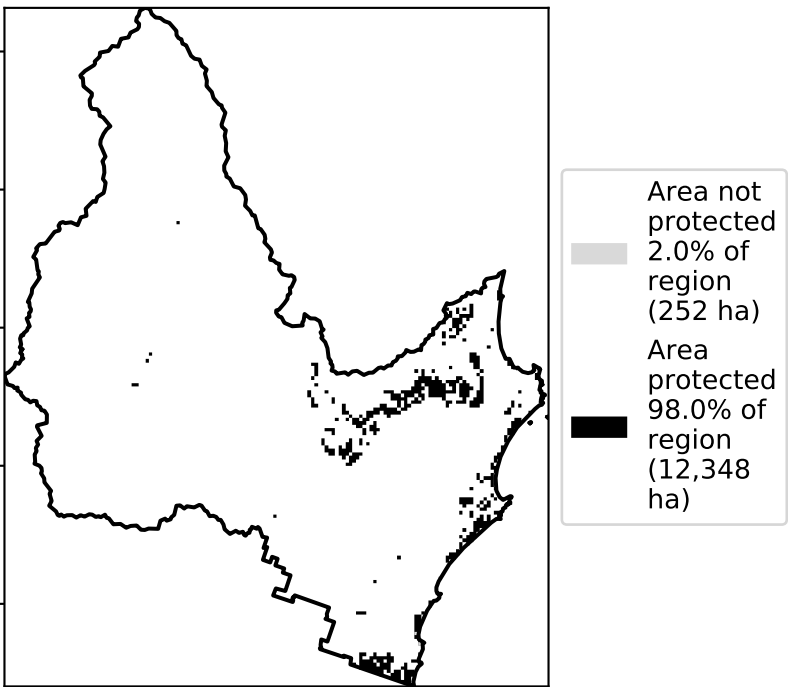 Area not
protected
2.0% of
region
(252 ha)
Area
protected
98.0% of
region
(12,348
ha)